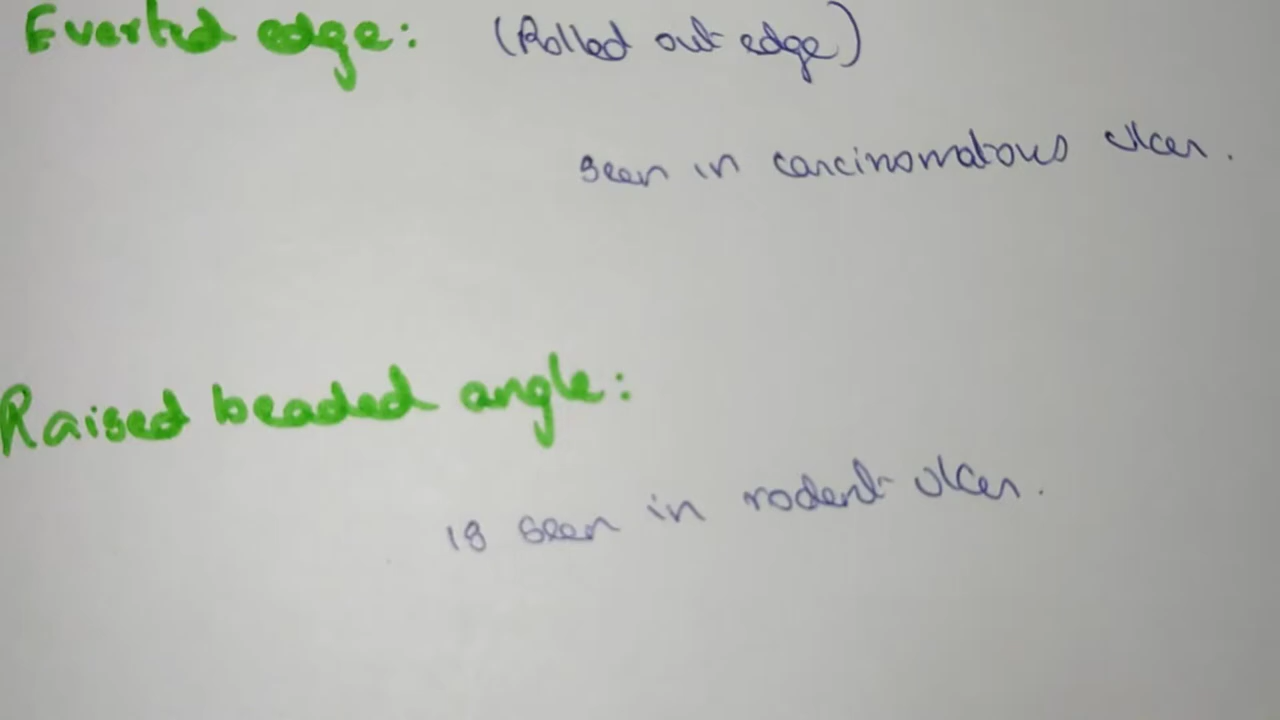 Everted edge: (Rolled out edge)
seen in carcinomatous ulcer.
Raised beaded angle:
is seen in rodent ulcer.